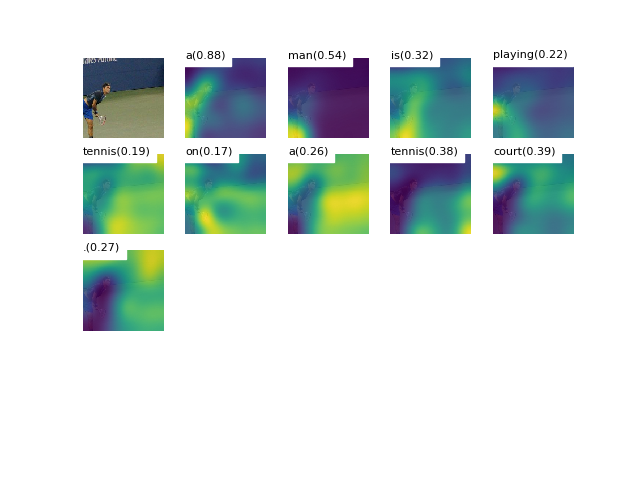 a(0.88) man(0.54) is(0.32) playing(0.22)
tennis(0.19) on(0.17) a(0.26) tennis(0.38) court(0.39)
.(0.27)